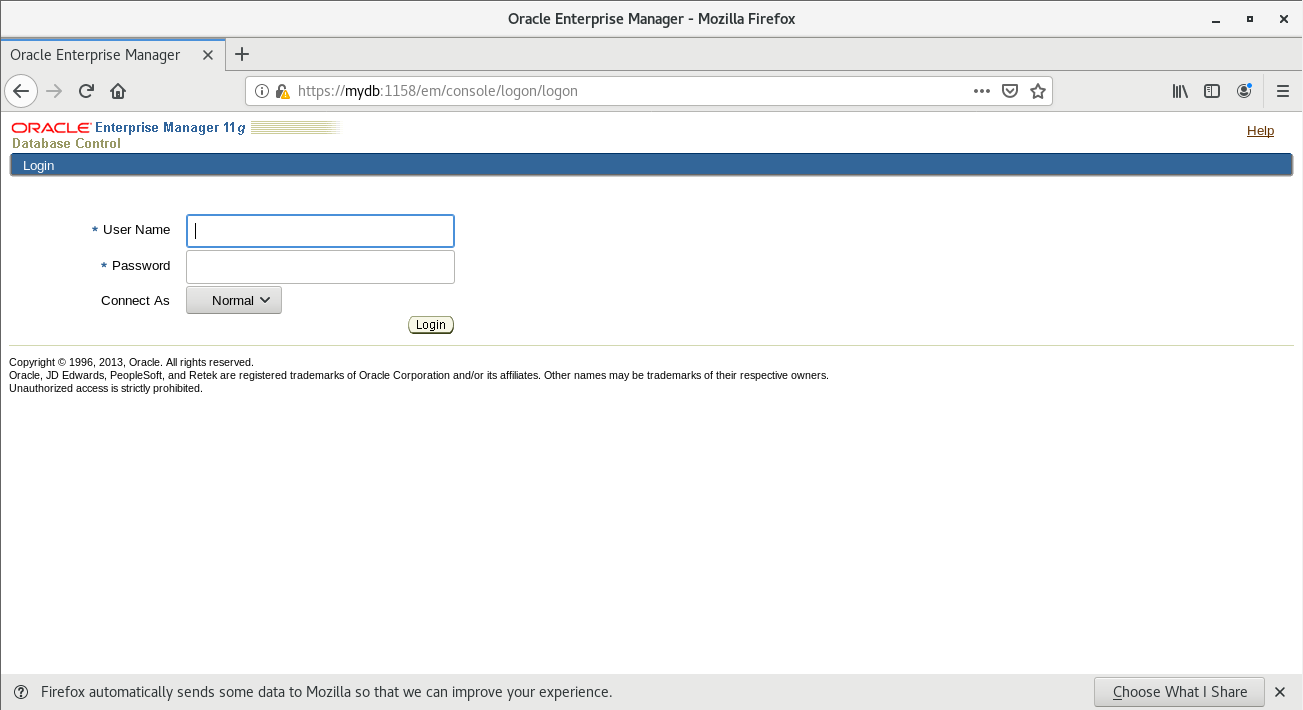 Oracle Enterprise Manager - Mozilla Firefox
Oracle Enterprise Manager
https://mydb:1158/em/console/logon/logon
ORACLE Enterprise Manager 11g
Database Control
Help
Login
* User Name
* Password
Connect As Normal
Login
Copyright © 1996, 2013, Oracle. All rights reserved.
Oracle, JD Edwards, PeopleSoft, and Retek are registered trademarks of Oracle Corporation and/or its affiliates. Other names may be trademarks of their respective owners.
Unauthorized access is strictly prohibited.
Firefox automatically sends some data to Mozilla so that we can improve your experience. Choose What I Share